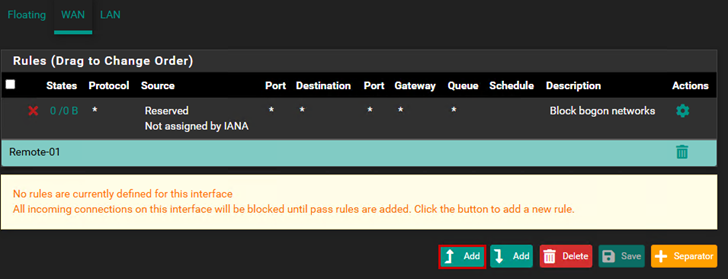 Floating WAN LAN
Rules (Drag to Change Order)
States Protocol Source Port Destination Port Gateway Queue Schedule Description Actions
0 /0 B * Reserved * * * * * Block bogon networks
Not assigned by IANA
Remote-01
No rules are currently defined for this interface
All incoming connections on this interface will be blocked until pass rules are added. Click the button to add a new rule.
Add Add Delete Save Separator